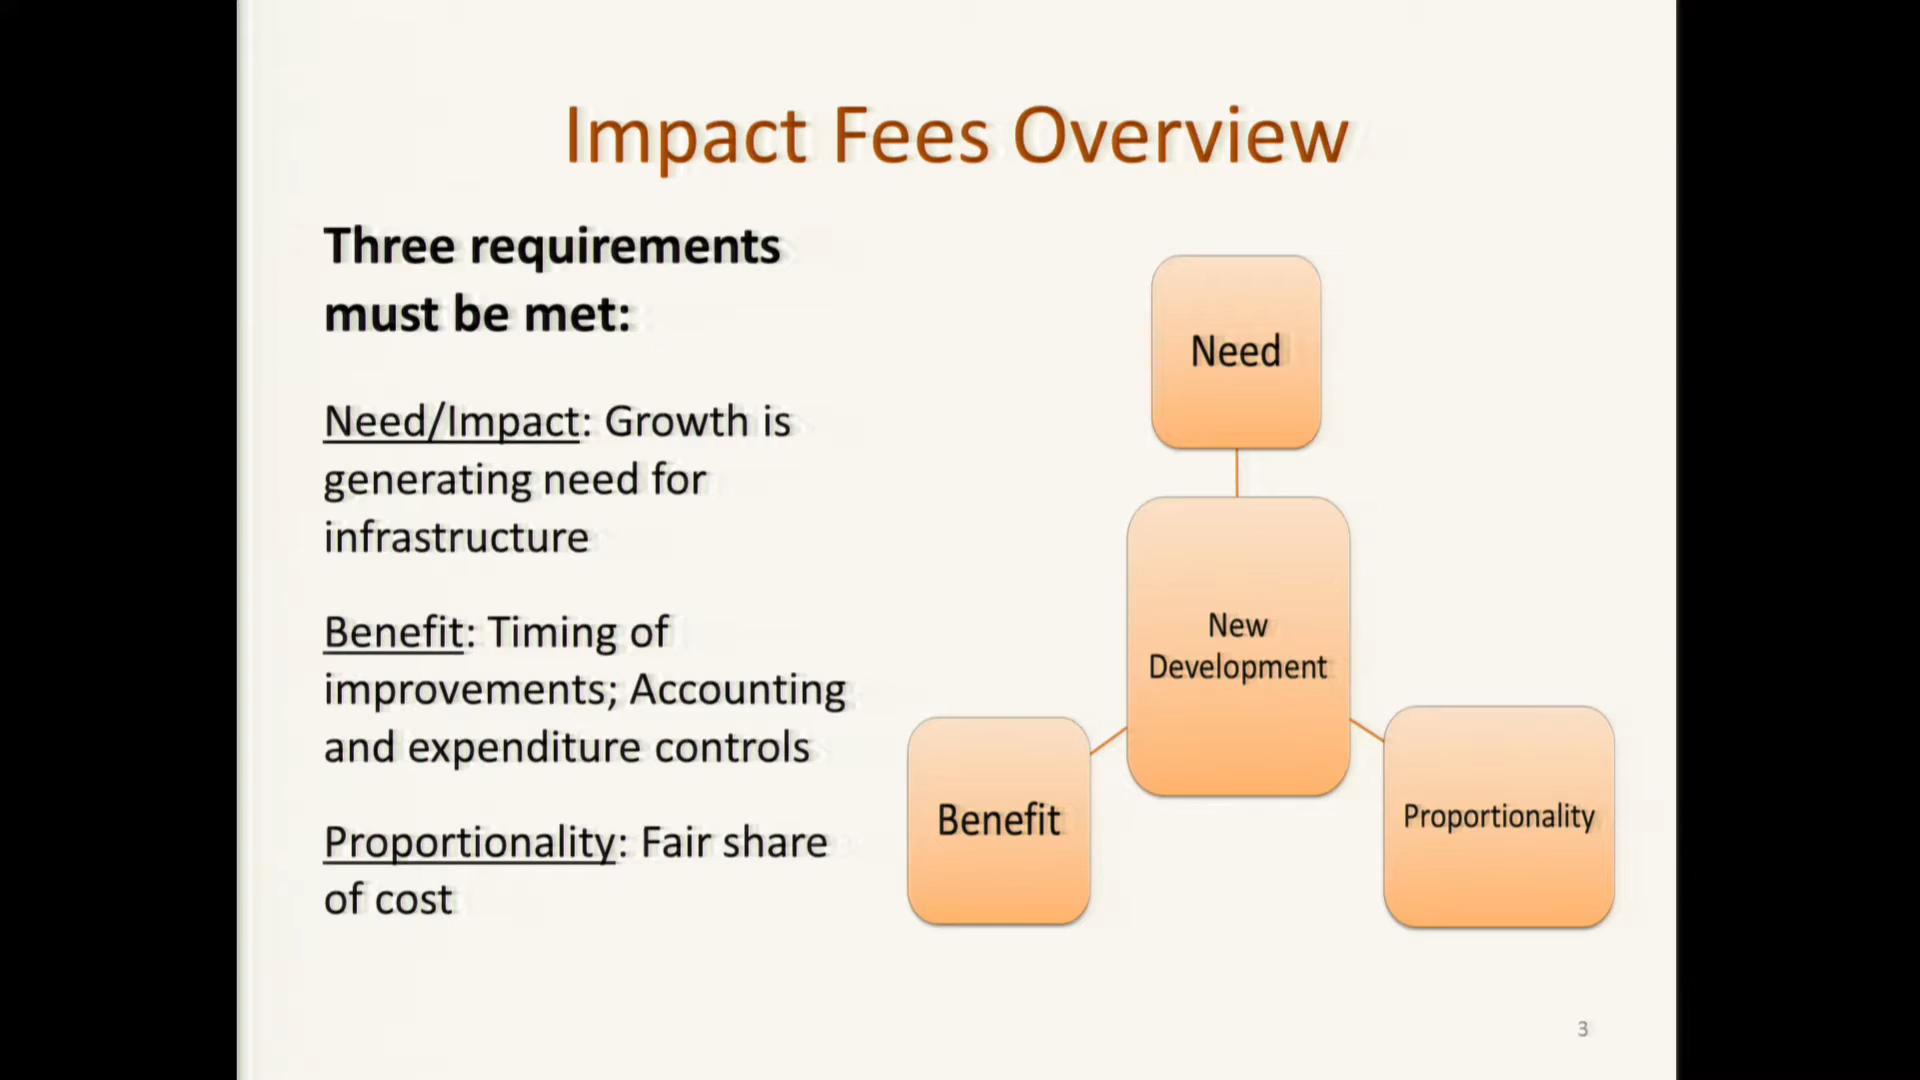 Impact Fees Overview
Three requirements
must be met:
Need/Impact: Growth is
generating need for
infrastructure
Benefit: Timing of
improvements; Accounting
and expenditure controls
Proportionality: Fair share
of cost
Need
New
Development
Benefit
Proportionality
3